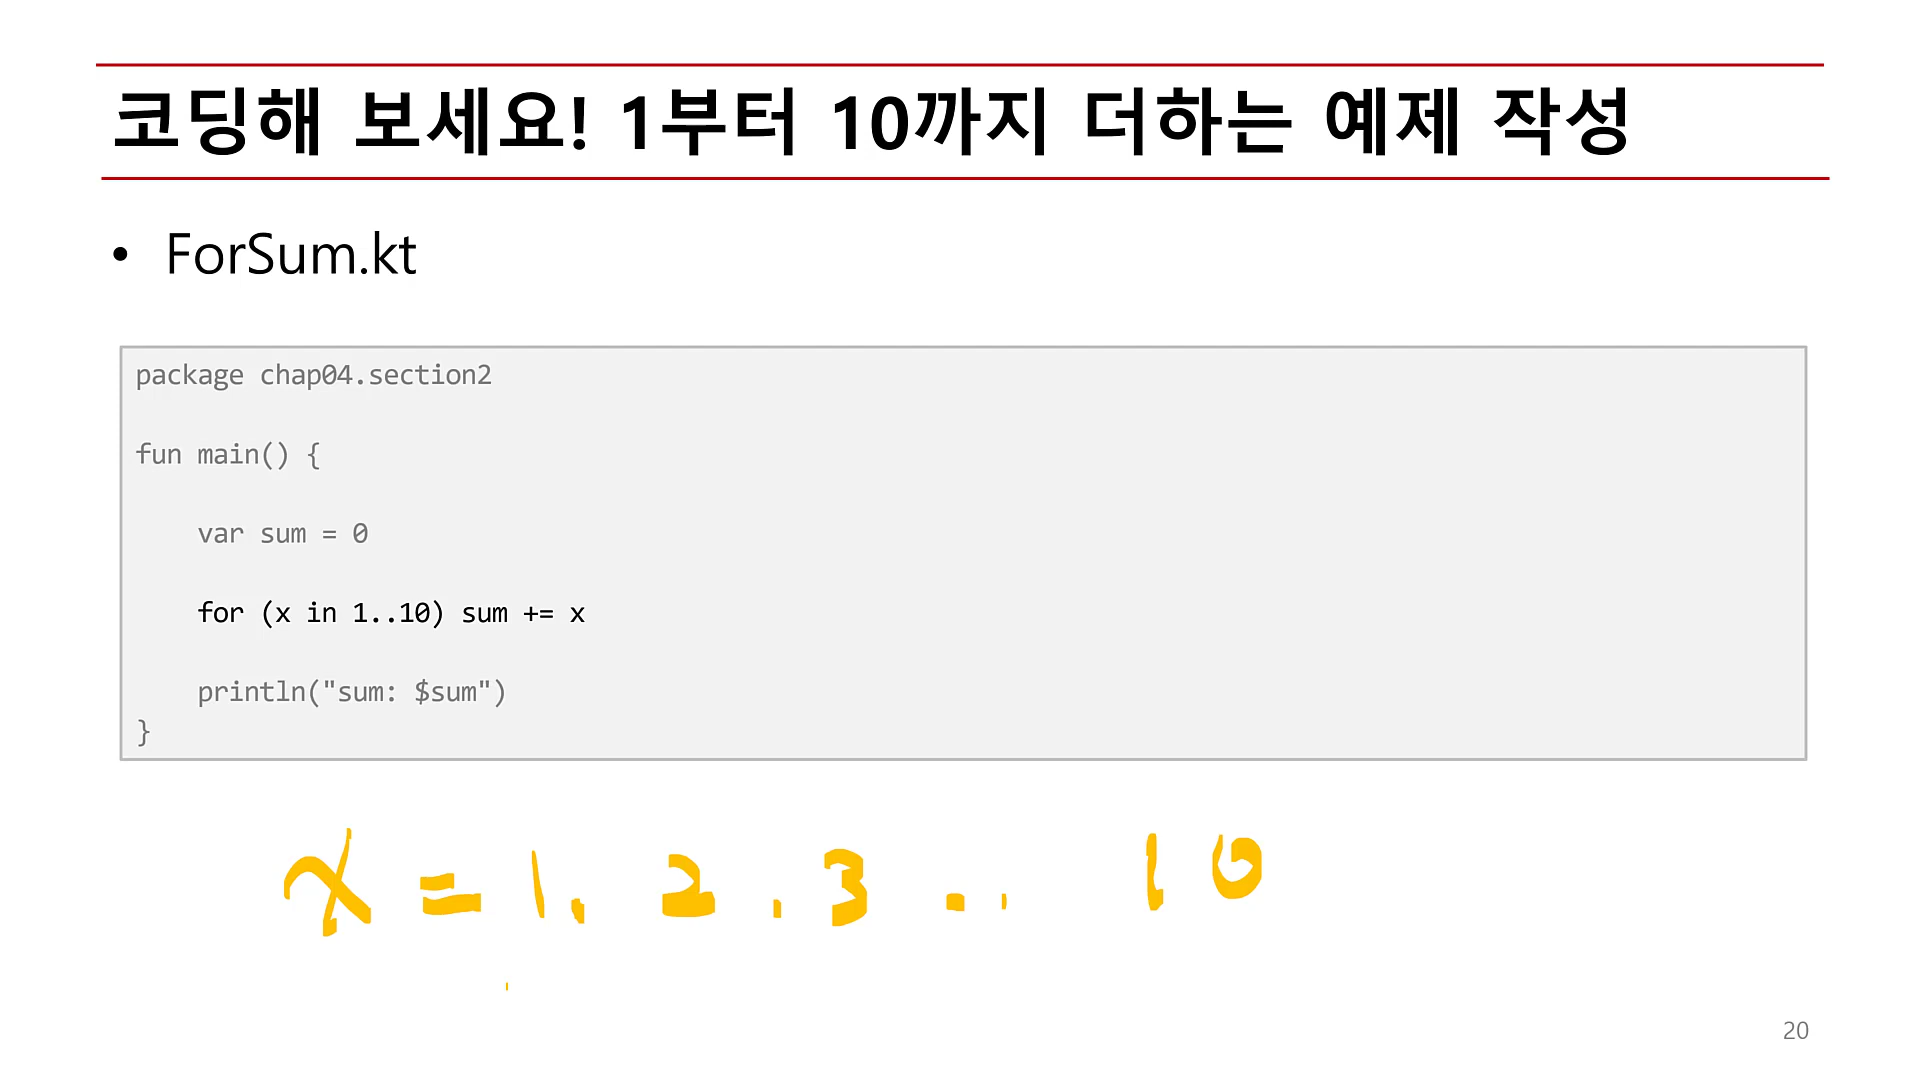 코딩해 보세요! 1부터 10까지 더하는 예제 작성
• ForSum.kt
package chap04.section2
fun main() {
var sum = 0
for (x in 1..10) sum += x
println("sum: $sum")
}
x = 1. 2 . 3 .. 10
20